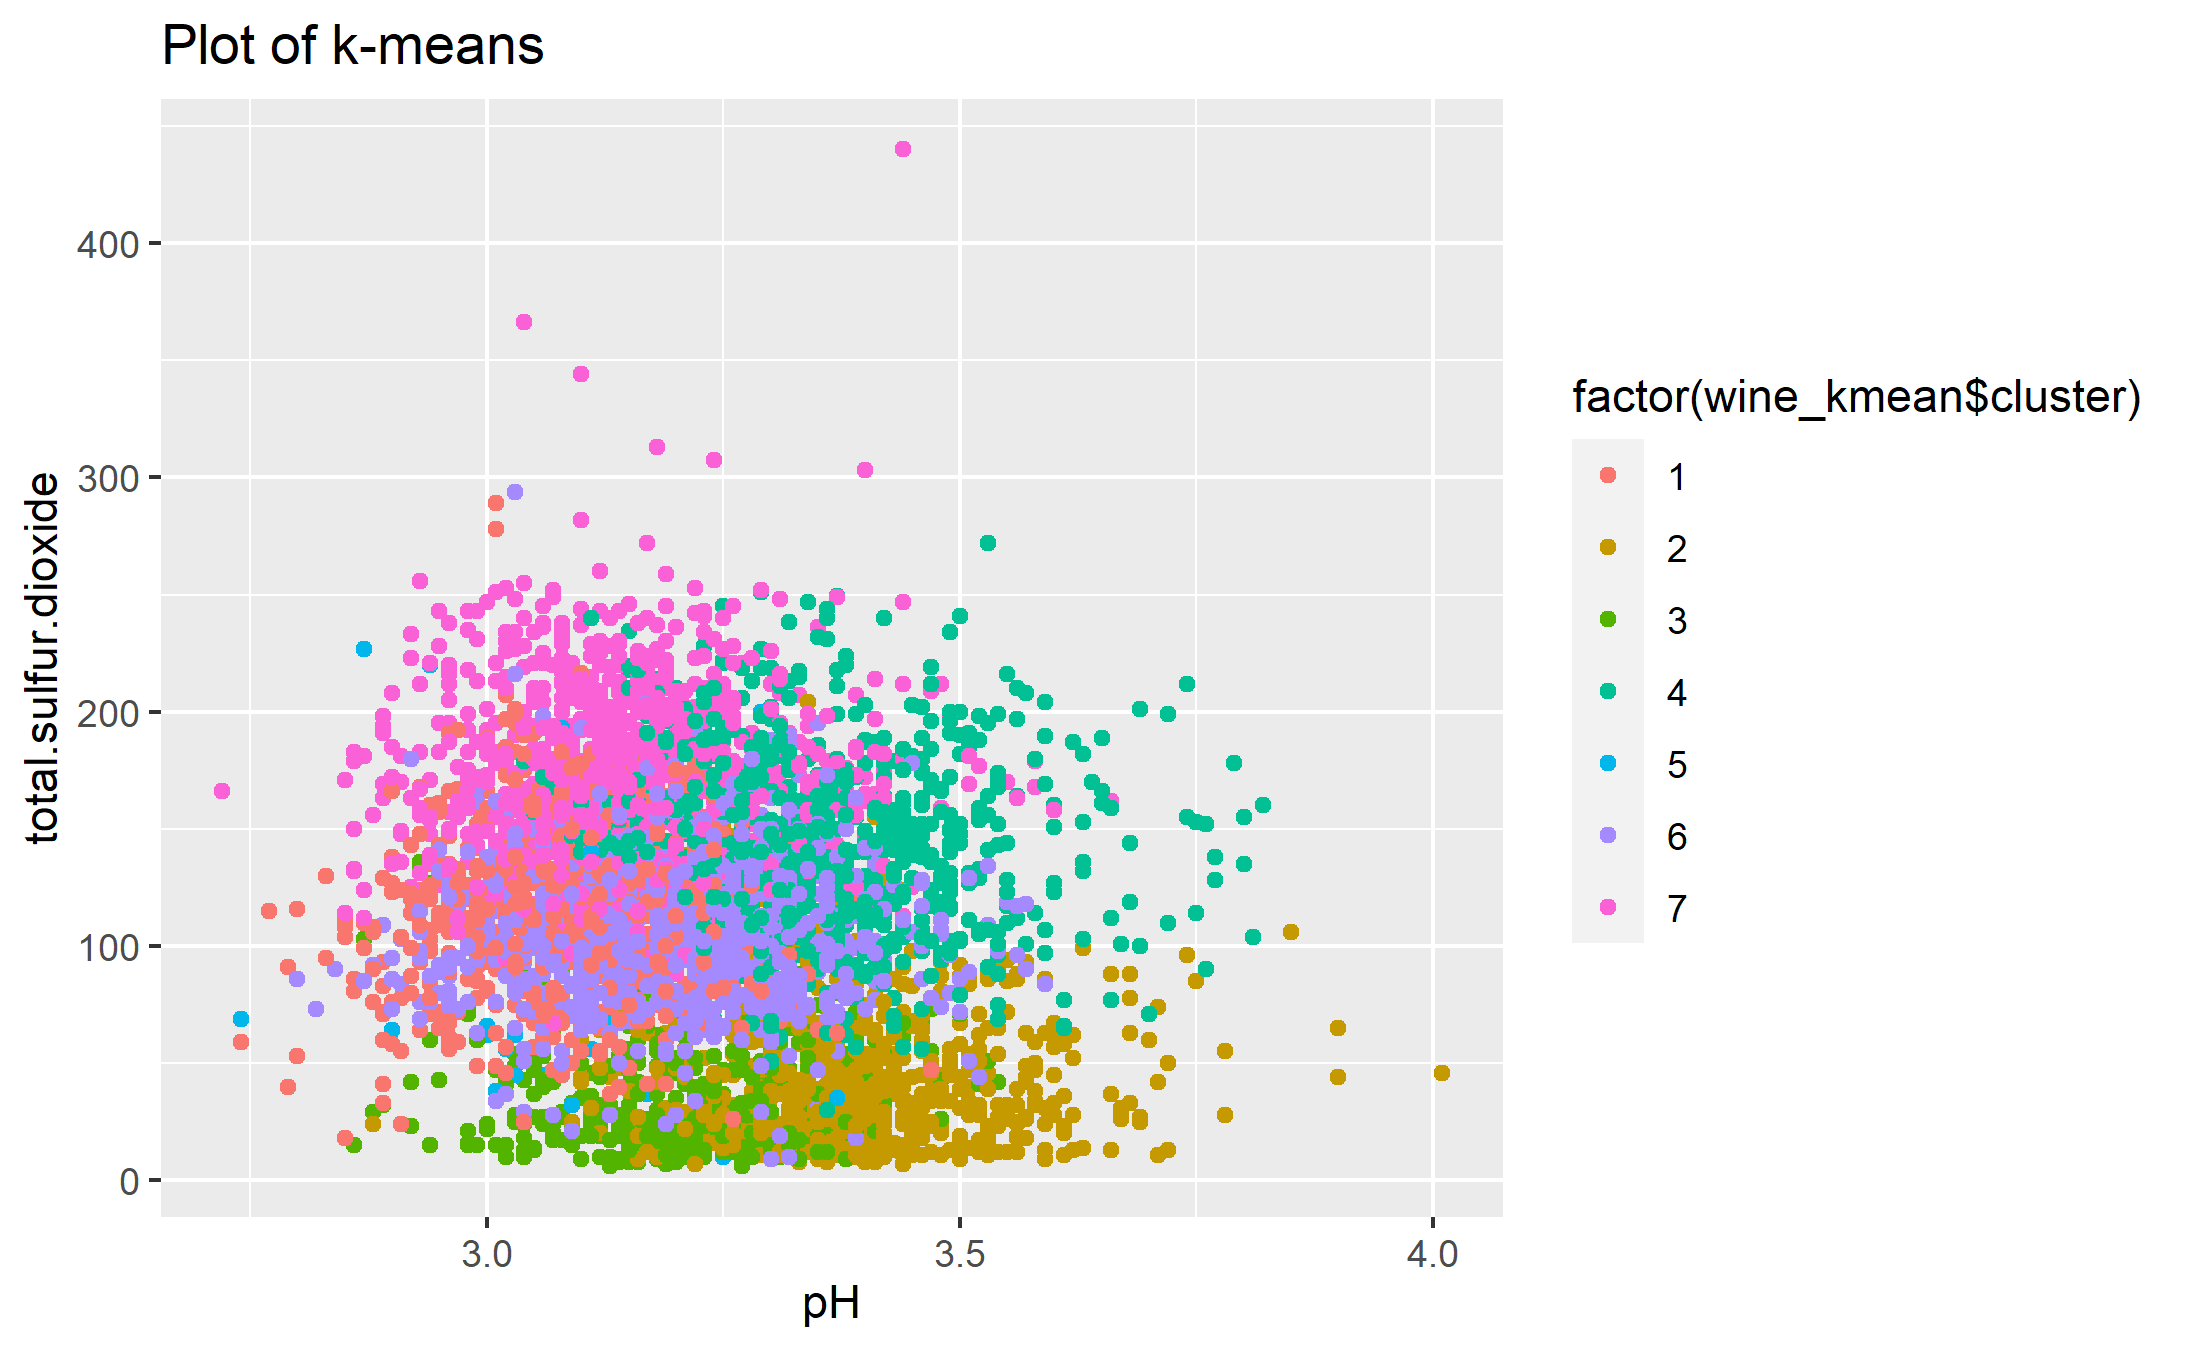 Plot of k-means
total.sulfur.dioxide
400
300
200
100
0
3.0 3.5 4.0
pH
factor(wine_kmean$cluster)
1
2
3
4
5
6
7